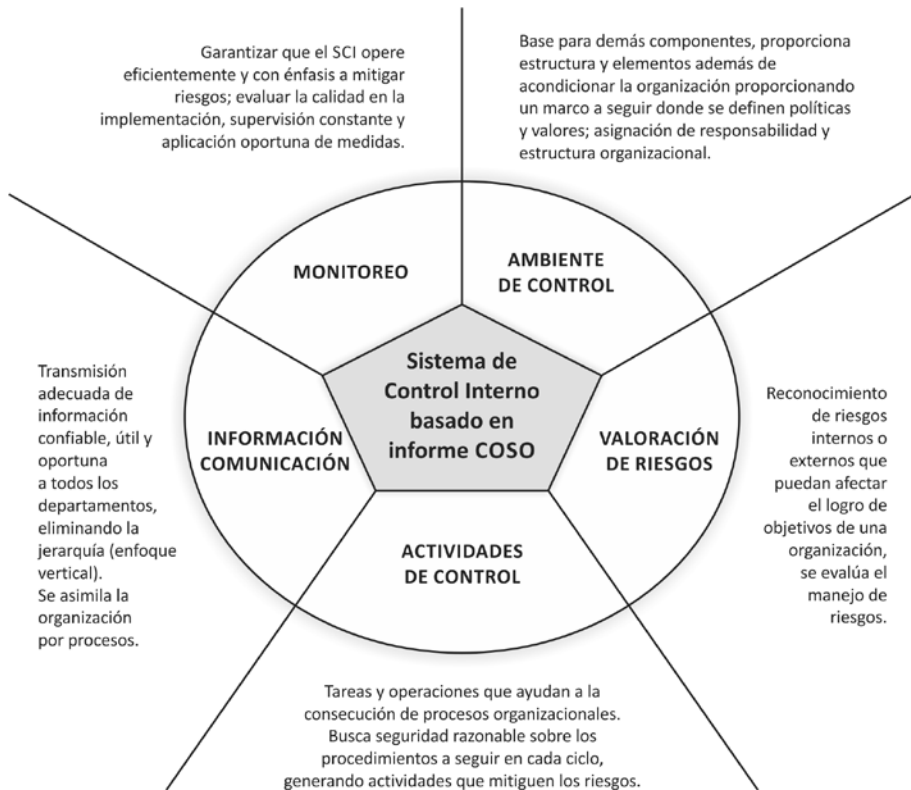 Garantizar que el SCI opere
eficientemente y con énfasis a mitigar
riesgos; evaluar la calidad en la
implementación, supervisión constante y
aplicación oportuna de medidas.
Base para demás componentes, proporciona
estructura y elementos además de
acondicionar la organización proporcionando
un marco a seguir donde se definen políticas
y valores; asignación de responsabilidad y
estructura organizacional.
MONITOREO
AMBIENTE
DE CONTROL
Sistema de
Control Interno
basado en
informe COSO
INFORMACIÓN
COMUNICACIÓN
VALORACIÓN
DE RIESGOS
ACTIVIDADES
DE CONTROL
Transmisión
adecuada de
información
confiable, útil y
oportuna
a todos los
departamentos,
eliminando la
jerarquía (enfoque
vertical).
Se asimila la
organización
por procesos.
Reconocimiento
de riesgos
internos o
externos que
puedan afectar
el logro de
objetivos de una
organización,
se evalúa el
manejo de
riesgos.
Tareas y operaciones que ayudan a la
consecución de procesos organizacionales.
Busca seguridad razonable sobre los
procedimientos a seguir en cada ciclo,
generando actividades que mitiguen los riesgos.